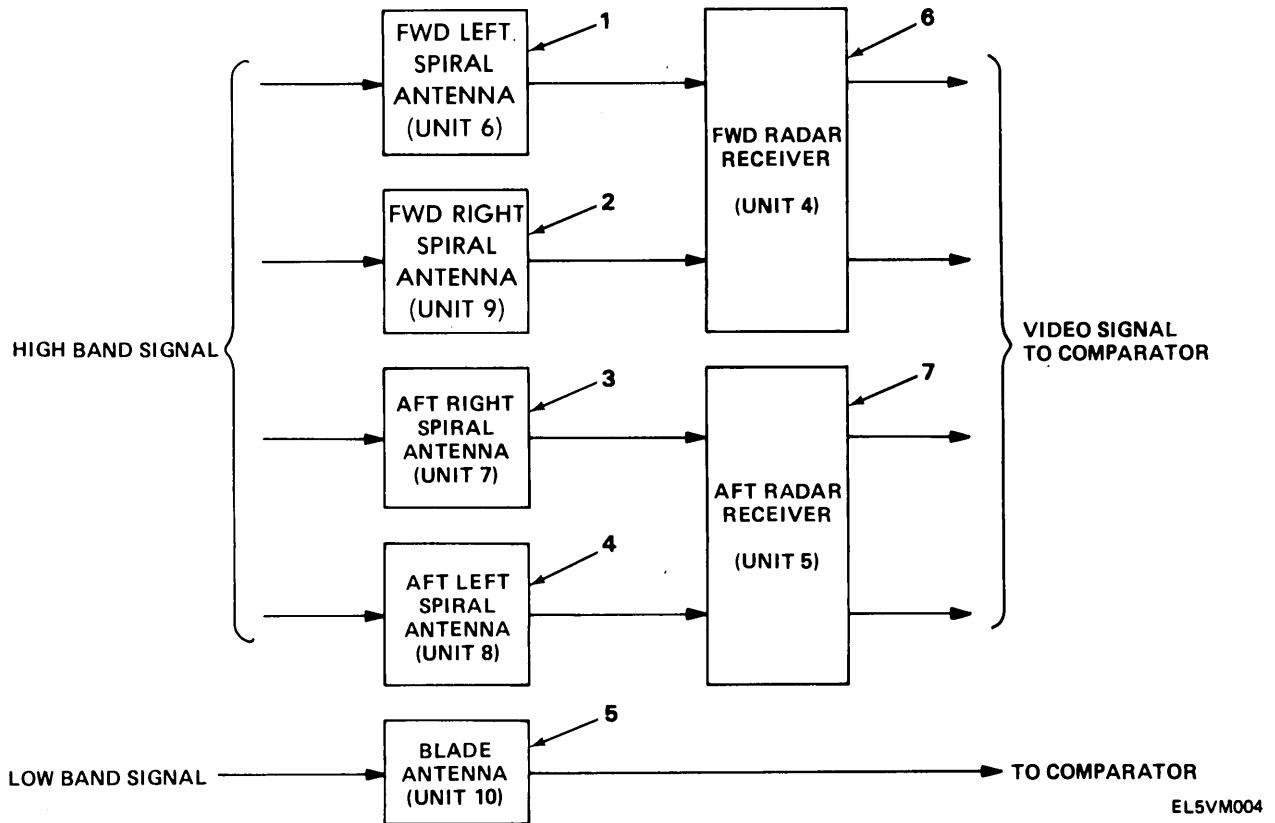 FWD LEFT
SPIRAL
ANTENNA
(UNIT 6)
1
FWD RADAR
RECEIVER
(UNIT 4)
6
FWD RIGHT
SPIRAL
ANTENNA
(UNIT 9)
2
HIGH BAND SIGNAL
VIDEO SIGNAL
TO COMPARATOR
AFT RIGHT
SPIRAL
ANTENNA
(UNIT 7)
3
AFT RADAR
RECEIVER
(UNIT 5)
7
AFT LEFT
SPIRAL
ANTENNA
(UNIT 8)
4
LOW BAND SIGNAL
BLADE
ANTENNA
(UNIT 10)
5
TO COMPARATOR
EL5VM004